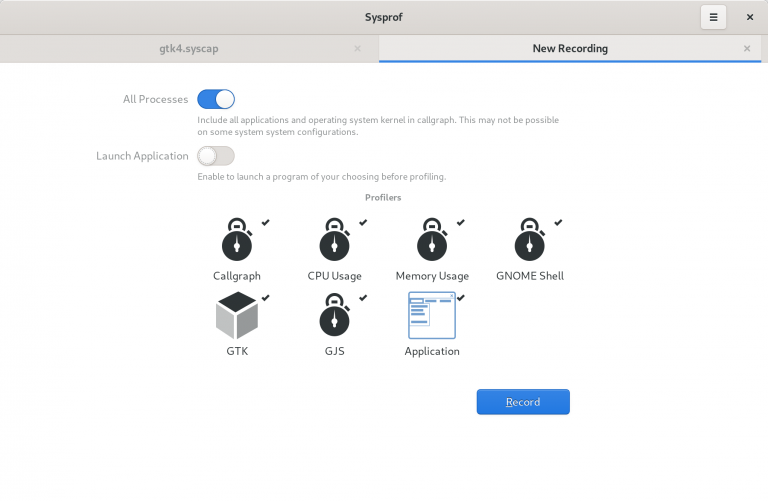 Sysprof
gtk4.syscap
New Recording
All Processes
Include all applications and operating system kernel in callgraph. This may not be possible
on some system system configurations.
Launch Application
Enable to launch a program of your choosing before profiling.
Profilers
Callgraph
CPU Usage
Memory Usage
GNOME Shell
GTK
GJS
Application
Record